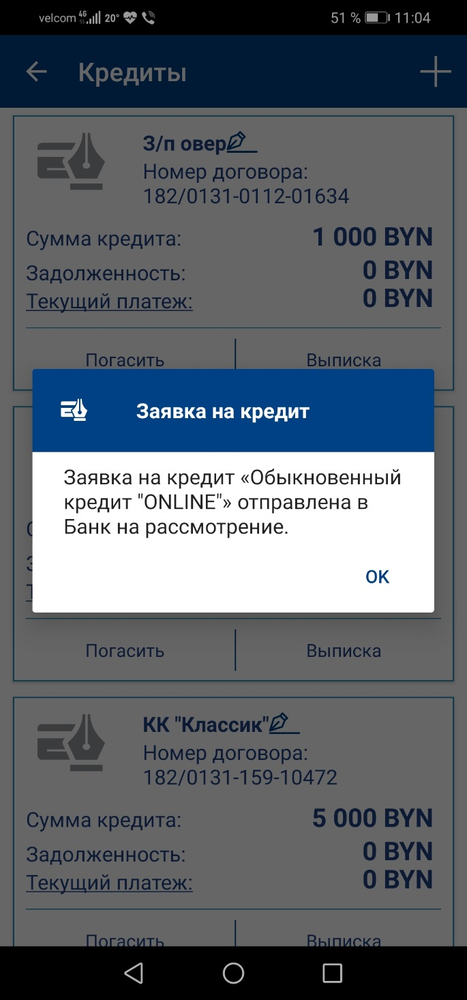 velcom 4G 20° 51 % 11:04
Кредиты
З/п овер
Номер договора:
182/0131-0112-01634
Сумма кредита: 1 000 BYN
Задолженность: 0 BYN
Текущий платеж: 0 BYN
Погасить Выписка
Заявка на кредит
Заявка на кредит «Обыкновенный
кредит "ONLINE"» отправлена в
Банк на рассмотрение.
OK
Погасить Выписка
КК "Классик"
Номер договора:
182/0131-159-10472
Сумма кредита: 5 000 BYN
Задолженность: 0 BYN
Текущий платеж: 0 BYN
Погасить Выписка